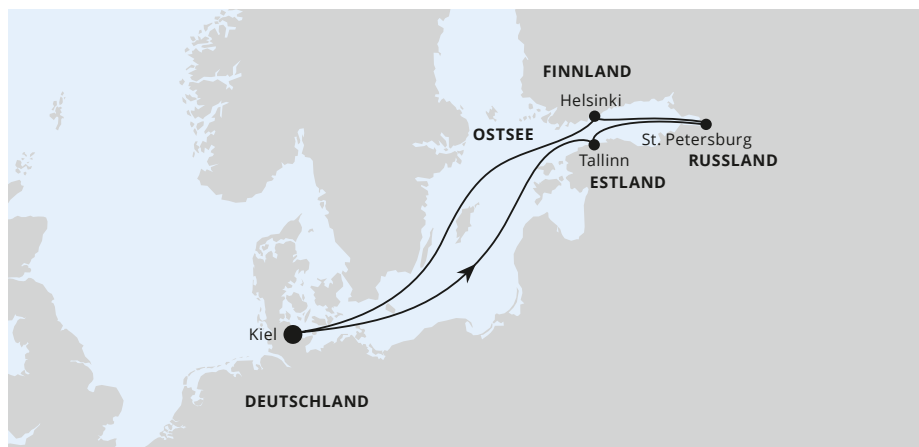 FINNLAND
Helsinki
OSTSEE
St. Petersburg
Tallinn
RUSSLAND
ESTLAND
Kiel
DEUTSCHLAND